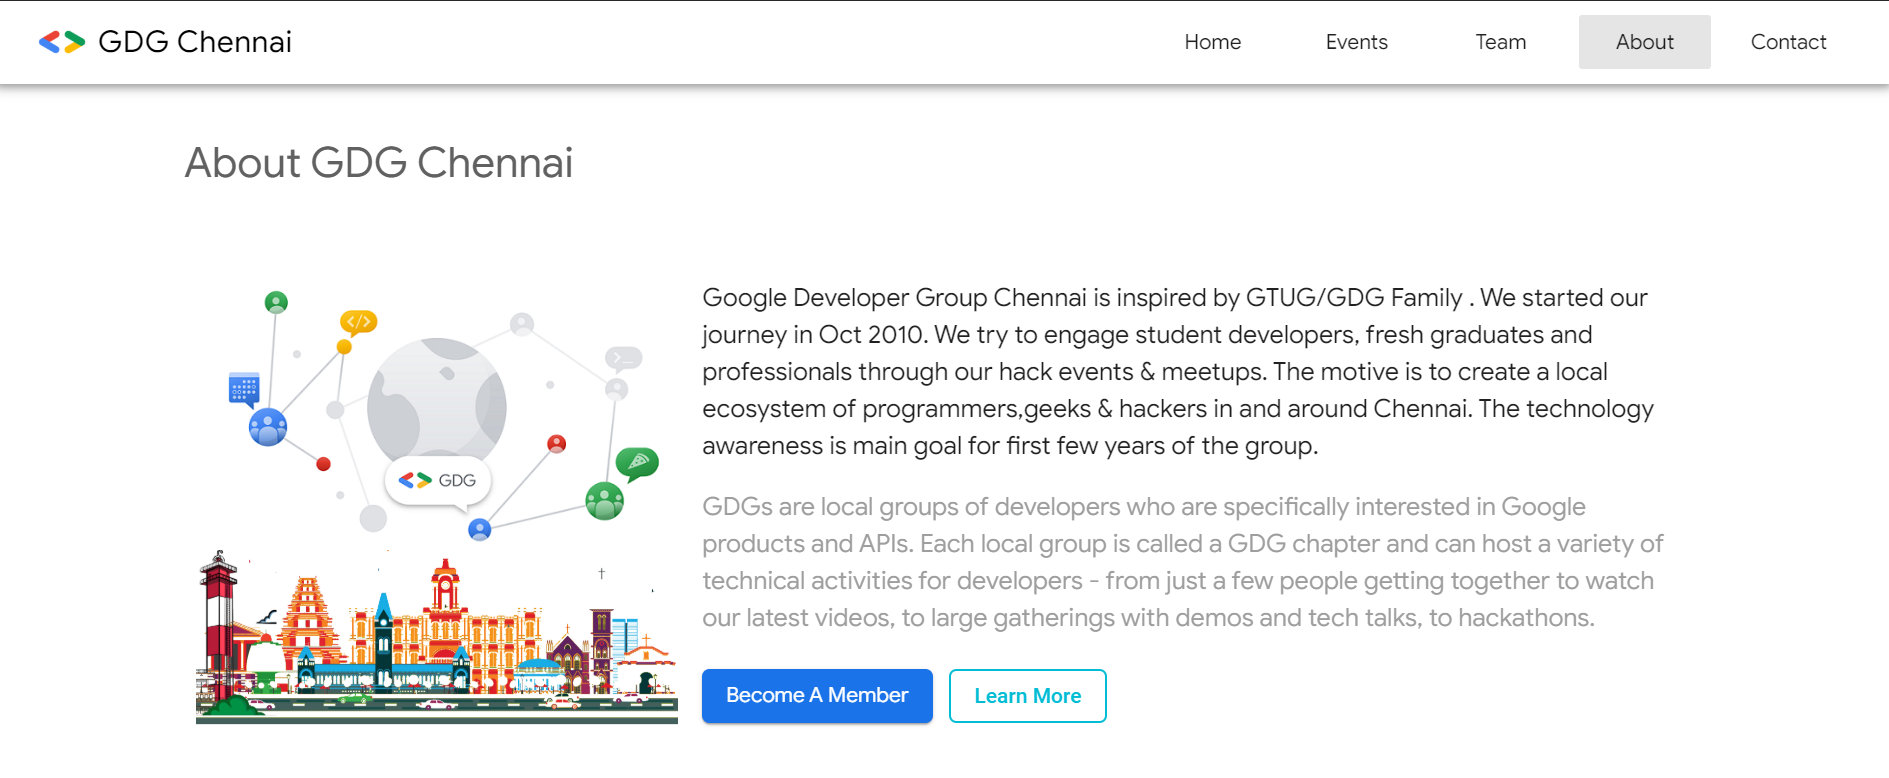 GDG Chennai
Home
Events
Team
About
Contact
About GDG Chennai
</>
>_
GDG
Google Developer Group Chennai is inspired by GTUG/GDG Family . We started our
journey in Oct 2010. We try to engage student developers, fresh graduates and
professionals through our hack events & meetups. The motive is to create a local
ecosystem of programmers,geeks & hackers in and around Chennai. The technology
awareness is main goal for first few years of the group.
GDGs are local groups of developers who are specifically interested in Google
products and APIs. Each local group is called a GDG chapter and can host a variety of
technical activities for developers - from just a few people getting together to watch
our latest videos, to large gatherings with demos and tech talks, to hackathons.
Become A Member
Learn More